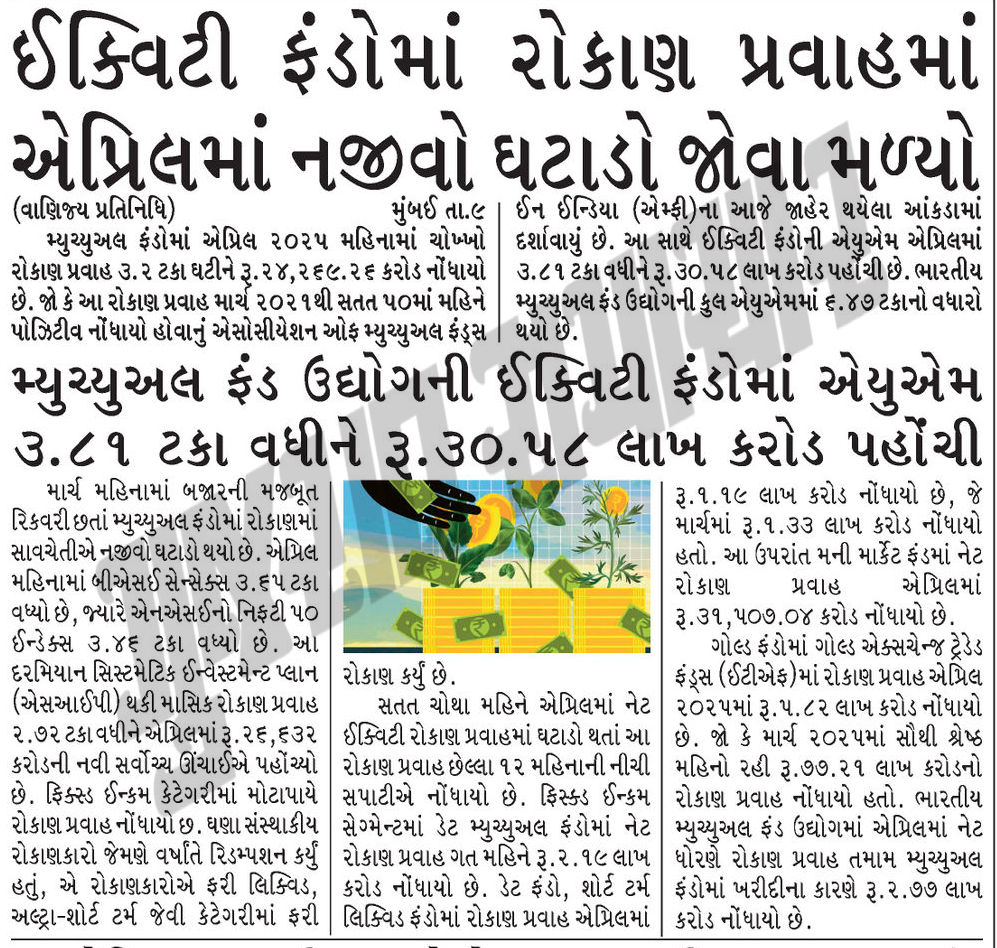 ઈક્વિટી ફંડોમાં રોકાણ પ્રવાહમાં
એપ્રિલમાં નજીવો ઘટાડો જોવા મળ્યો
(વાણિજ્ય પ્રતિનિધિ) મુંબઈ તા.૯
મ્યુચ્યુઅલ ફંડોમાં એપ્રિલ ૨૦૨૫ મહિનામાં ચોખ્ખો
રોકાણ પ્રવાહ ૩.૨ ટકા ઘટીને રૂ.૨૪,૨૬૯.૨૬ કરોડ નોંધાયો
છે. જો કે આ રોકાણ પ્રવાહ માર્ચ ૨૦૨૧થી સતત ૫૦માં મહિને
પોઝિટીવ નોંધાયો હોવાનું એસોસીયેશન ઓફ મ્યુચ્યુઅલ ફંડ્સ
ઈન ઈન્ડિયા (એમ્ફી)ના આજે જાહેર થયેલા આંકડામાં
દર્શાવાયું છે. આ સાથે ઈક્વિટી ફંડોની એયુએમ એપ્રિલમાં
૩.૮૧ ટકા વધીને રૂ.૩૦.૫૮ લાખ કરોડ પહોંચી છે. ભારતીય
મ્યુચ્યુઅલ ફંડ ઉદ્યોગની કુલ એયુએમમાં ૬.૪૭ ટકાનો વધારો
થયો છે.
મ્યુચ્યુઅલ ફંડ ઉદ્યોગની ઈક્વિટી ફંડોમાં એયુએમ
૩.૮૧ ટકા વધીને રૂ.૩૦.૫૮ લાખ કરોડ પહોંચી
માર્ચ મહિનામાં બજારની મજબૂત
રિકવરી છતાં મ્યુચ્યુઅલ ફંડોમાં રોકાણમાં
સાવચેતીએ નજીવો ઘટાડો થયો છે. એપ્રિલ
મહિનામાં બીએસઈ સેન્સેક્સ ૩.૬૫ ટકા
વધ્યો છે, જ્યારે એનએસઈનો નિફ્ટી ૫૦
ઈન્ડેક્સ ૩.૪૬ ટકા વધ્યો છે. આ
દરમિયાન સિસ્ટમેટિક ઈન્વેસ્ટમેન્ટ પ્લાન
(એસઆઈપી) થકી માસિક રોકાણ પ્રવાહ
૨.૭૨ ટકા વધીને એપ્રિલમાં રૂ.૨૬,૬૩૨
કરોડની નવી સર્વોચ્ચ ઊંચાઈએ પહોંચ્યો
છે. ફિક્સ્ડ ઈન્કમ કેટેગરીમાં મોટાપાયે
રોકાણ પ્રવાહ નોંધાયો છ. ઘણા સંસ્થાકીય
રોકાણકારો જેમણે વર્ષાંતે રિડમ્પશન કર્યું
હતું, એ રોકાણકારોએ ફરી લિક્વિડ,
અલ્ટ્રા-શોર્ટ ટર્મ જેવી કેટેગરીમાં ફરી
રોકાણ કર્યું છે.
સતત ચોથા મહિને એપ્રિલમાં નેટ
ઈક્વિટી રોકાણ પ્રવાહમાં ઘટાડો થતાં આ
રોકાણ પ્રવાહ છેલ્લા ૧૨ મહિનાની નીચી
સપાટીએ નોંધાયો છે. ફિસ્ક્ડ ઈન્કમ
સેગ્મેન્ટમાં ડેટ મ્યુચ્યુઅલ ફંડોમાં નેટ
રોકાણ પ્રવાહ ગત મહિને રૂ.૨.૧૯ લાખ
કરોડ નોંધાયો છે. ડેટ ફંડો, શોર્ટ ટર્મ
લિક્વિડ ફંડોમાં રોકાણ પ્રવાહ એપ્રિલમાં
રૂ.૧.૧૯ લાખ કરોડ નોંધાયો છે, જે
માર્ચમાં રૂ.૧.૩૩ લાખ કરોડ નોંધાયો
હતો. આ ઉપરાંત મની માર્કેટ ફંડમાં નેટ
રોકાણ પ્રવાહ એપ્રિલમાં
રૂ.૩૧,૫૦૭.૦૪ કરોડ નોંધાયો છે.
ગોલ્ડ ફંડોમાં ગોલ્ડ એક્સચેન્જ ટ્રેડેડ
ફંડ્સ (ઈટીએફ)માં રોકાણ પ્રવાહ એપ્રિલ
૨૦૨૫માં રૂ.૫.૮૨ લાખ કરોડ નોંધાયો
છે. જો કે માર્ચ ૨૦૨૫માં સૌથી શ્રેષ્ઠ
મહિનો રહી રૂ.૭૭.૨૧ લાખ કરોડનો
રોકાણ પ્રવાહ નોંધાયો હતો. ભારતીય
મ્યુચ્યુઅલ ફંડ ઉદ્યોગમાં એપ્રિલમાં નેટ
ધોરણે રોકાણ પ્રવાહ તમામ મ્યુચ્યુઅલ
ફંડોમાં ખરીદીના કારણે રૂ.૨.૭૭ લાખ
કરોડ નોંધાયો છે.